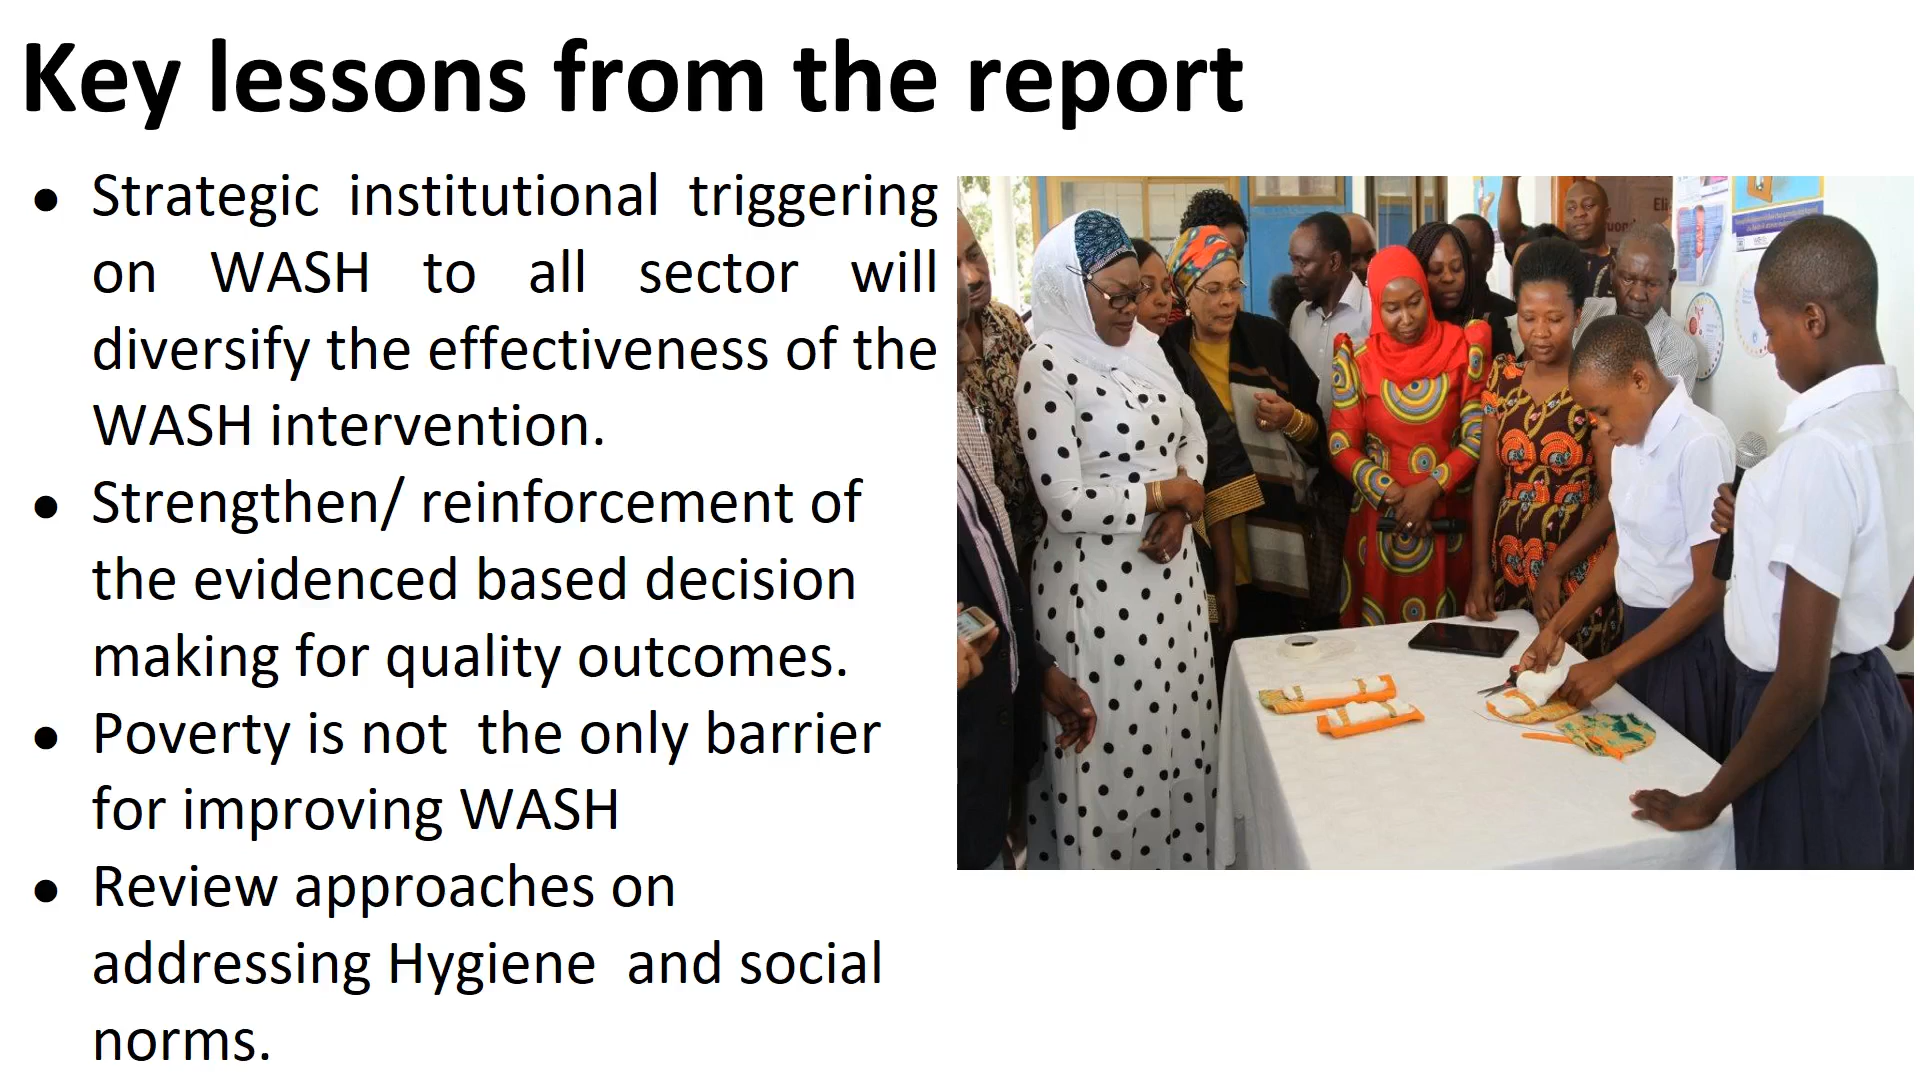 Key lessons from the report
● Strategic institutional triggering
on WASH to all sector will
diversify the effectiveness of the
WASH intervention.
● Strengthen/ reinforcement of
the evidenced based decision
making for quality outcomes.
● Poverty is not  the only barrier
for improving WASH
● Review approaches on
addressing Hygiene  and social
norms.